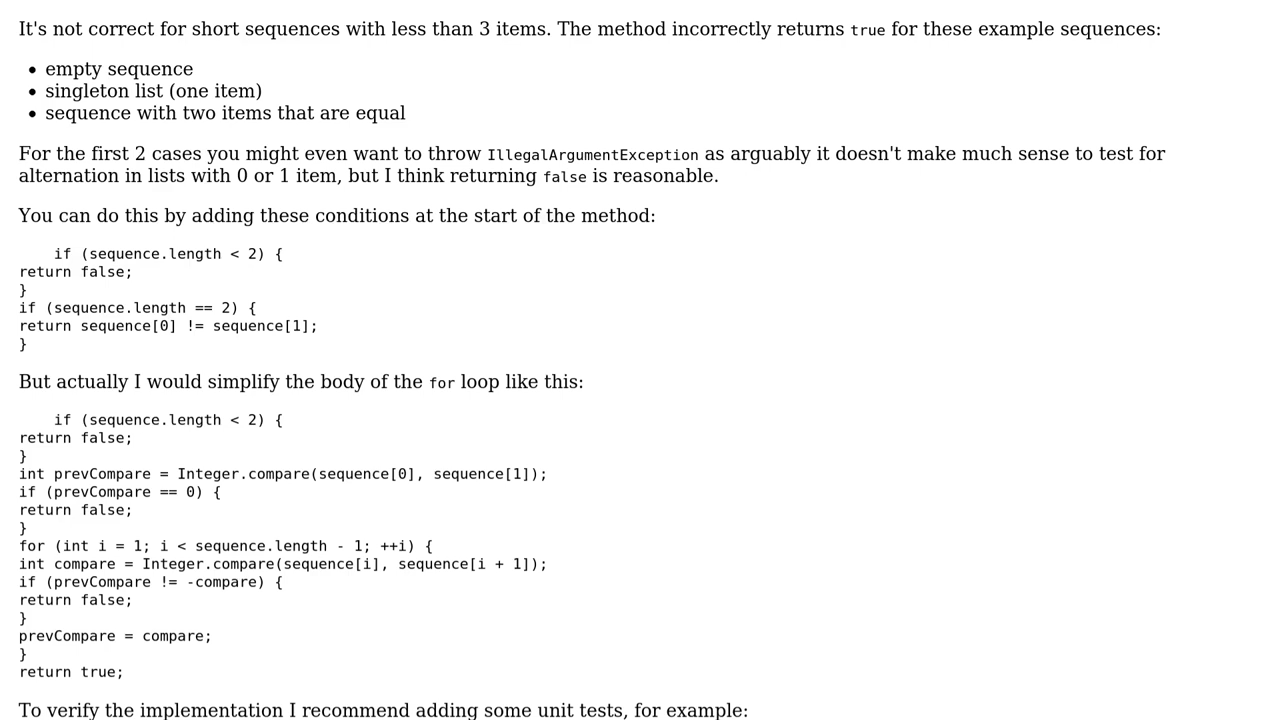 It's not correct for short sequences with less than 3 items. The method incorrectly returns true for these example sequences:
• empty sequence
• singleton list (one item)
• sequence with two items that are equal
For the first 2 cases you might even want to throw IllegalArgumentException as arguably it doesn't make much sense to test for
alternation in lists with 0 or 1 item, but I think returning false is reasonable.
You can do this by adding these conditions at the start of the method:
    if (sequence.length < 2) {
return false;
}
if (sequence.length == 2) {
return sequence[0] != sequence[1];
}
But actually I would simplify the body of the for loop like this:
    if (sequence.length < 2) {
return false;
}
int prevCompare = Integer.compare(sequence[0], sequence[1]);
if (prevCompare == 0) {
return false;
}
for (int i = 1; i < sequence.length - 1; ++i) {
int compare = Integer.compare(sequence[i], sequence[i + 1]);
if (prevCompare != -compare) {
return false;
}
prevCompare = compare;
}
return true;
To verify the implementation I recommend adding some unit tests, for example: